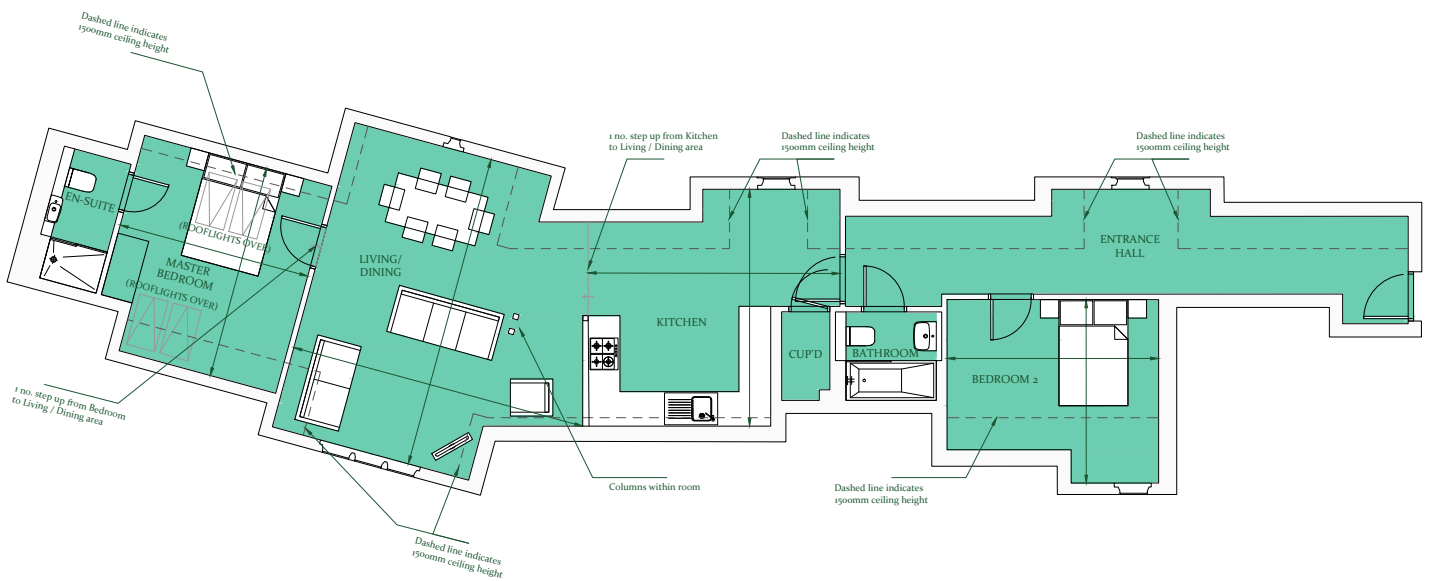 Dashed line indicates
1500mm ceiling height
1 no. step up from Kitchen
to Living / Dining area
Dashed line indicates
1500mm ceiling height
Dashed line indicates
1500mm ceiling height
EN-SUITE
(ROOFLIGHTS OVER)
MASTER
BEDROOM
(ROOFLIGHTS OVER)
LIVING/
DINING
KITCHEN
CUP'D
BATHROOM
BEDROOM 2
ENTRANCE
HALL
1 no. step up from Bedroom
to Living / Dining area
Columns within room
Dashed line indicates
1500mm ceiling height
Dashed line indicates
1500mm ceiling height